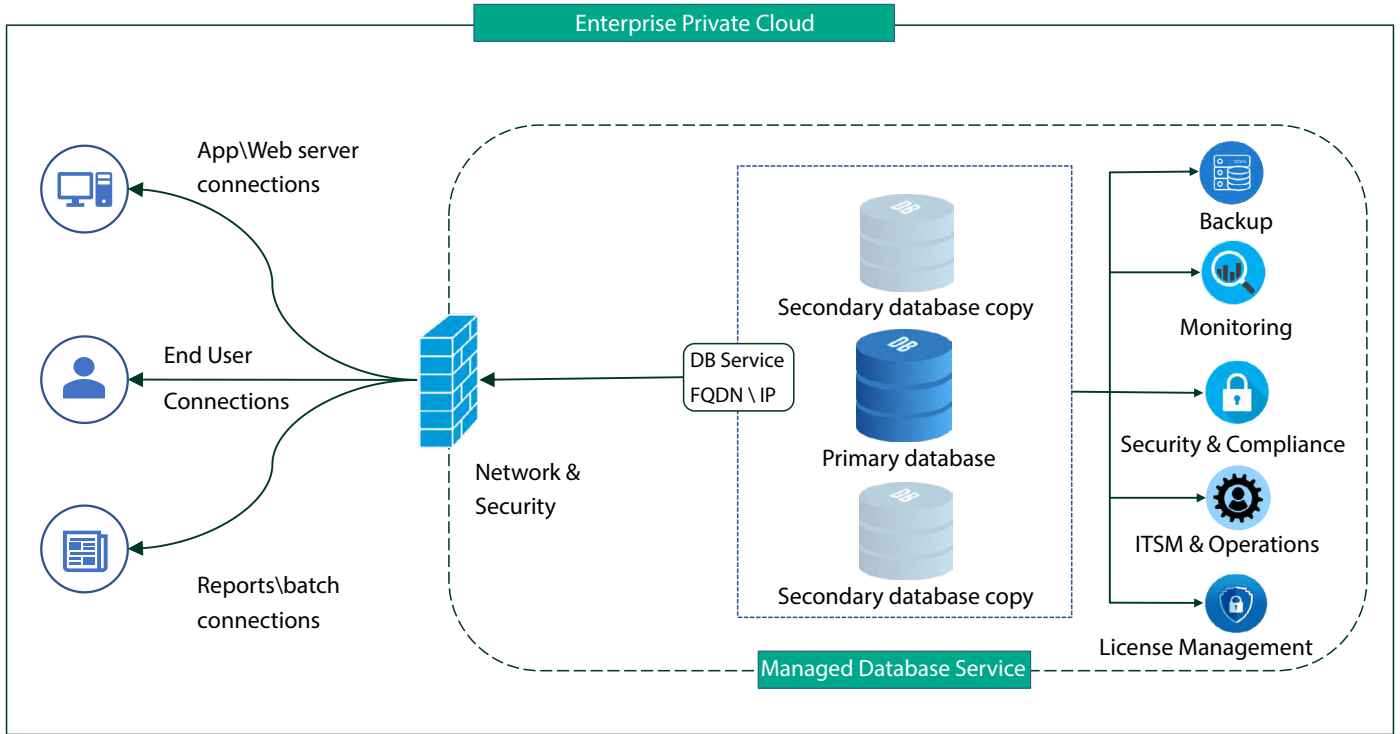 Enterprise Private Cloud
App\Web server
connections
End User
Connections
Reports\batch
connections
Network &
Security
DB Service
FQDN \ IP
DB
Secondary database copy
DB
Primary database
DB
Secondary database copy
Backup
Monitoring
Security & Compliance
ITSM & Operations
License Management
Managed Database Service